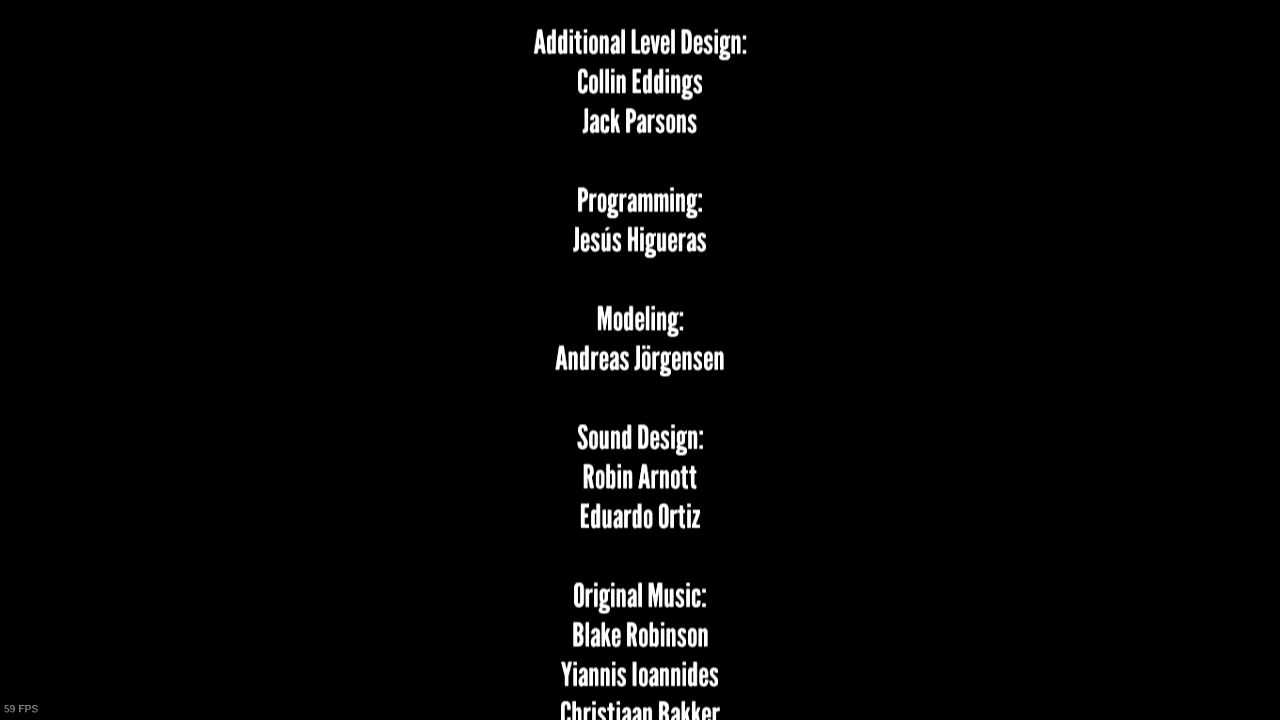 Additional Level Design:
Collin Eddings
Jack Parsons
Programming:
Jesús Higueras
Modeling:
Andreas Jörgensen
Sound Design:
Robin Arnott
Eduardo Ortiz
Original Music:
Blake Robinson
Yiannis Ioannides
Christiaan Bakker
59 FPS